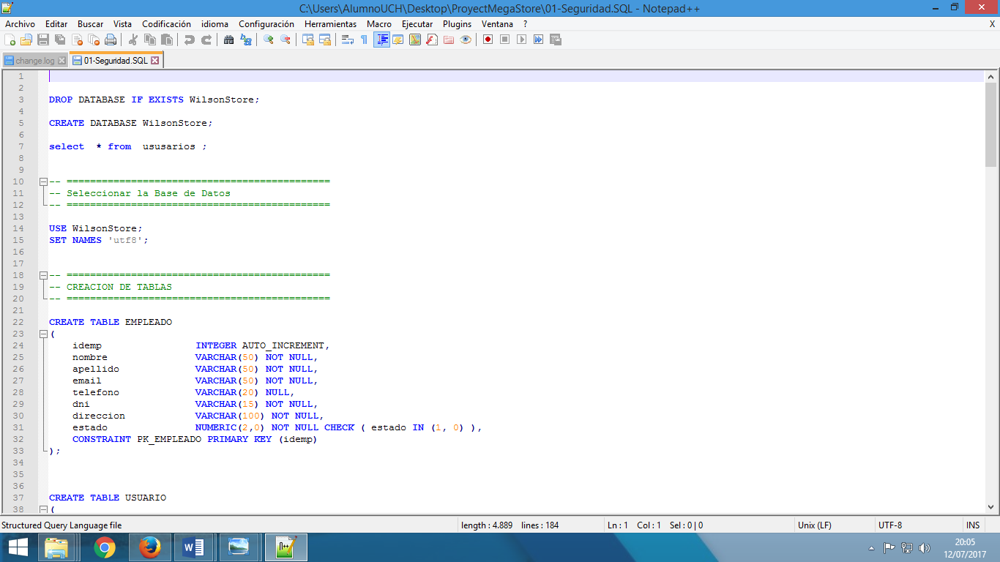 C:\Users\AlumnoUCH\Desktop\ProyectMegaStore\01-Seguridad.SQL - Notepad++
Archivo Editar Buscar Vista Codificación idioma Configuración Herramientas Macro Ejecutar Plugins Ventana ? X
change.log 01-Seguridad.SQL
1
2
3 DROP DATABASE IF EXISTS WilsonStore;
4
5 CREATE DATABASE WilsonStore;
6
7 select  * from  ususarios ;
8
9
10 -- =============================================
11 -- Seleccionar la Base de Datos
12 -- =============================================
13
14 USE WilsonStore;
15 SET NAMES 'utf8';
16
17
18 -- =============================================
19 -- CREACION DE TABLAS
20 -- =============================================
21
22 CREATE TABLE EMPLEADO
23 (
24 idemp INTEGER AUTO_INCREMENT,
25 nombre VARCHAR(50) NOT NULL,
26 apellido VARCHAR(50) NOT NULL,
27 email VARCHAR(50) NOT NULL,
28 telefono VARCHAR(20) NULL,
29 dni VARCHAR(15) NOT NULL,
30 direccion VARCHAR(100) NOT NULL,
31 estado NUMERIC(2,0) NOT NULL CHECK ( estado IN (1, 0) ),
32 CONSTRAINT PK_EMPLEADO PRIMARY KEY (idemp)
33 );
34
35
36
37 CREATE TABLE USUARIO
38 (
Structured Query Language file length : 4.889 lines : 184 Ln : 1 Col : 1 Sel : 0 | 0 Unix (LF) UTF-8 INS
20:05
12/07/2017